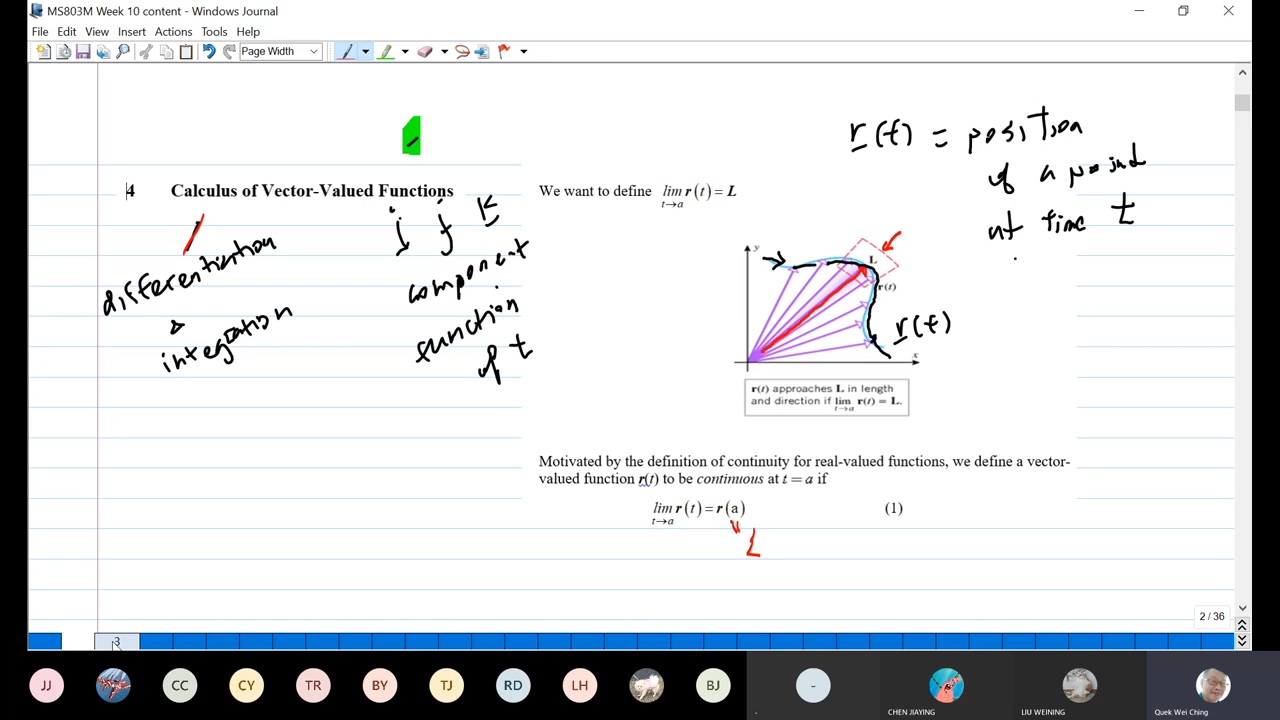 MS803M Week 10 content - Windows Journal
File Edit View Insert Actions Tools Help
Page Width
4 Calculus of Vector-Valued Functions
differentiation
&
integration
i j k
component
function
of t
We want to define lim r(t) = L
t→a
r(t) = position
of a point
at time t
y
L
r(t)
r(t)
x
r(t) approaches L in length
and direction if lim r(t) = L.
t→a
Motivated by the definition of continuity for real-valued functions, we define a vector-
valued function r(t) to be continuous at t = a if
lim r(t) = r(a) (1)
t→a
L
2 / 36
3
JJ CC CY TR BY TJ RD LH BJ -
- CHEN JIAYING LIU WEINING Quek Wei Ching